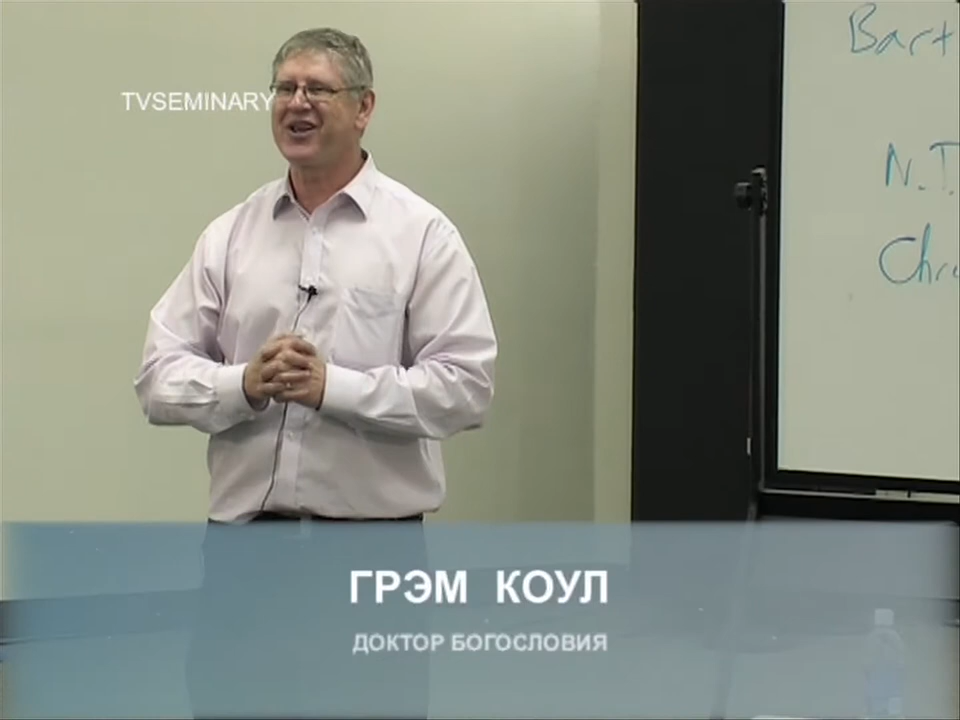 TVSEMINARY
Bart
N.T
Chr
ГРЭМ КОУЛ
ДОКТОР БОГОСЛОВИЯ